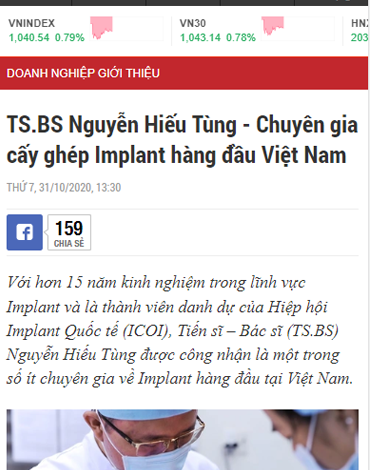 VNINDEX
1,040.54 0.79%
VN30
1,043.14 0.78%
HNX
203
DOANH NGHIỆP GIỚI THIỆU
TS.BS Nguyễn Hiếu Tùng - Chuyên gia
cấy ghép Implant hàng đầu Việt Nam
THỨ 7, 31/10/2020, 13:30
159
CHIA SẺ
Với hơn 15 năm kinh nghiệm trong lĩnh vực
Implant và là thành viên danh dự của Hiệp hội
Implant Quốc tế (ICOI), Tiến sĩ – Bác sĩ (TS.BS)
Nguyễn Hiếu Tùng được công nhận là một trong
số ít chuyên gia về Implant hàng đầu tại Việt Nam.